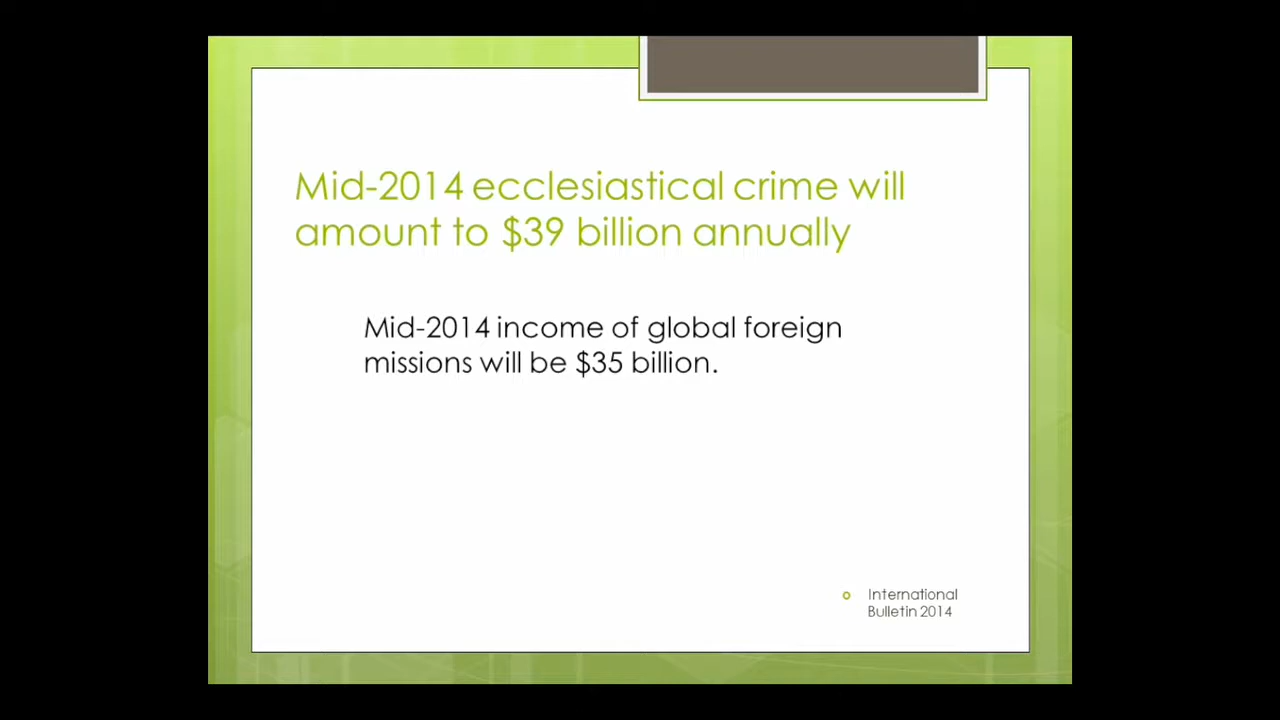 Mid-2014 ecclesiastical crime will
amount to $39 billion annually
Mid-2014 income of global foreign
missions will be $35 billion.
International
Bulletin 2014